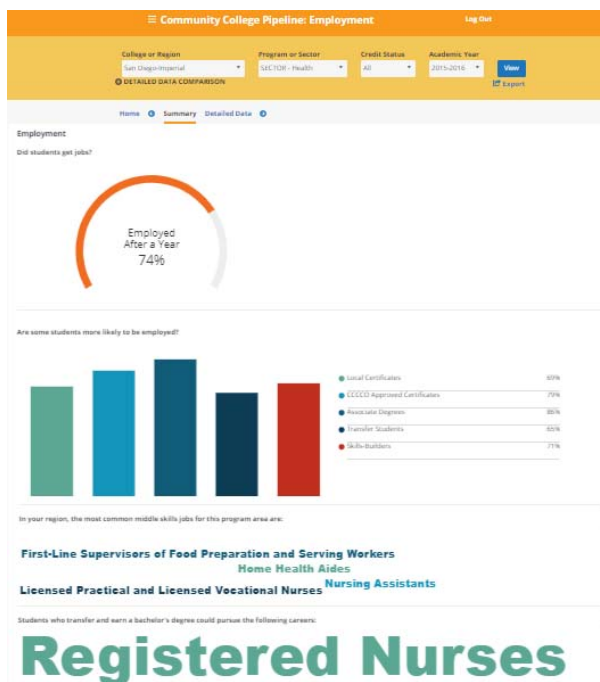 ☰ Community College Pipeline: Employment
Log Out
College or Region Program or Sector Credit Status Academic Year
San Diego-Imperial SECTOR - Health All 2015-2016 View
DETAILED DATA COMPARISON
Export
Home Summary Detailed Data
Employment
Did students get jobs?
Employed
After a Year
74%
Are some students more likely to be employed?
Local Certificates 69%
CCCCO Approved Certificates 79%
Associate Degrees 86%
Transfer Students 65%
Skills-Builders 71%
In your region, the most common middle skills jobs for this program area are:
First-Line Supervisors of Food Preparation and Serving Workers
Home Health Aides
Nursing Assistants
Licensed Practical and Licensed Vocational Nurses
Students who transfer and earn a bachelor's degree could pursue the following careers:
Registered Nurses